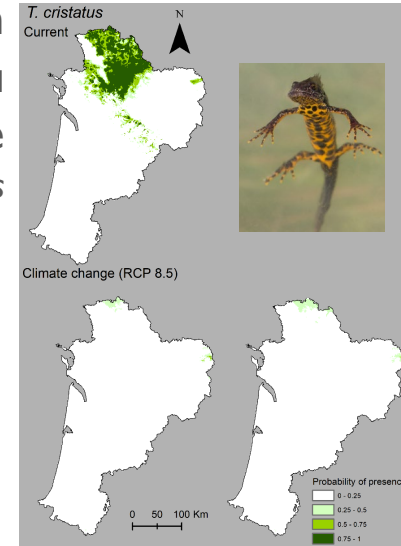 T. cristatus
Current
N
Climate change (RCP 8.5)
0 50 100 Km
Probability of presenc
0 - 0.25
0.25 - 0.5
0.5 - 0.75
0.75 - 1